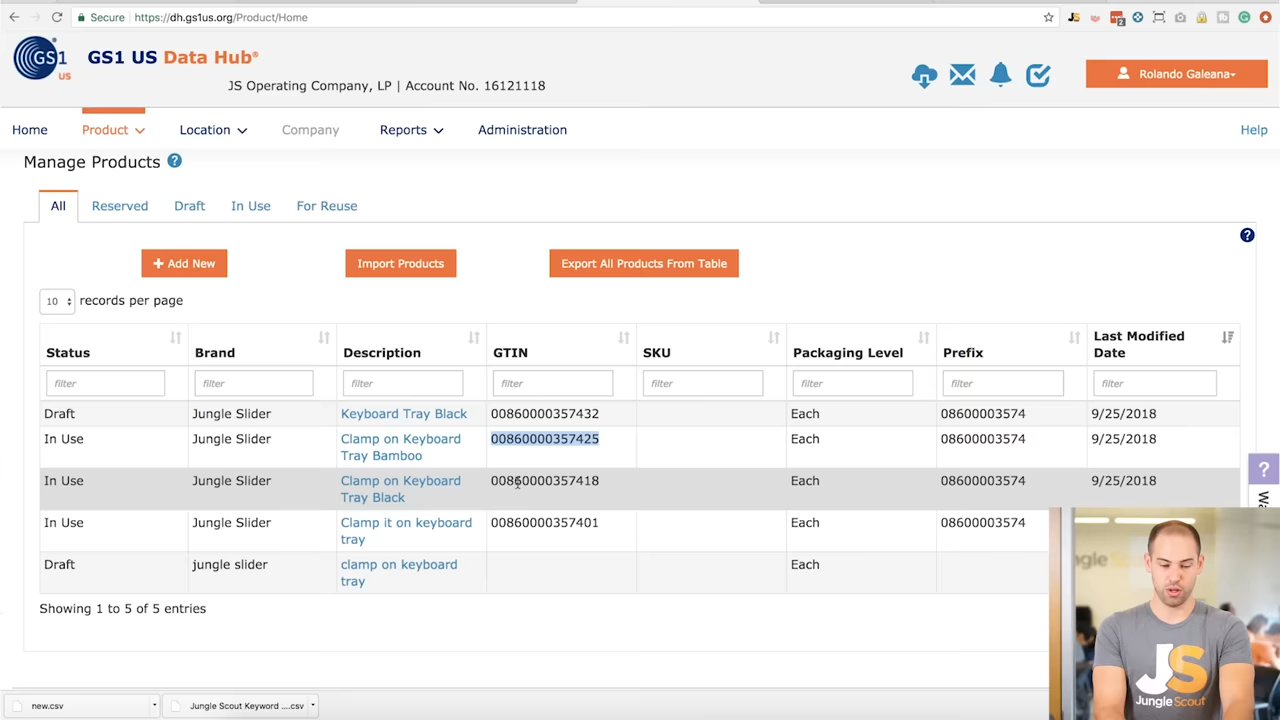 Secure https://dh.gs1us.org/Product/Home
GS1 US
GS1 US Data Hub®
JS Operating Company, LP | Account No. 16121118
Rolando Galeana
Home Product Location Company Reports Administration Help
Manage Products ?
All Reserved Draft In Use For Reuse
?
+ Add New Import Products Export All Products From Table
10 records per page
Status Brand Description GTIN SKU Packaging Level Prefix Last Modified Date
filter filter filter filter filter filter filter filter
Draft Jungle Slider Keyboard Tray Black 00860000357432 Each 08600003574 9/25/2018
In Use Jungle Slider Clamp on Keyboard Tray Bamboo 00860000357425 Each 08600003574 9/25/2018
In Use Jungle Slider Clamp on Keyboard Tray Black 00860000357418 Each 08600003574 9/25/2018
In Use Jungle Slider Clamp it on keyboard tray 00860000357401 Each 08600003574
Draft jungle slider clamp on keyboard tray Each
?
Showing 1 to 5 of 5 entries
JS
JungleScout
new.csv Jungle Scout Keyword ....csv